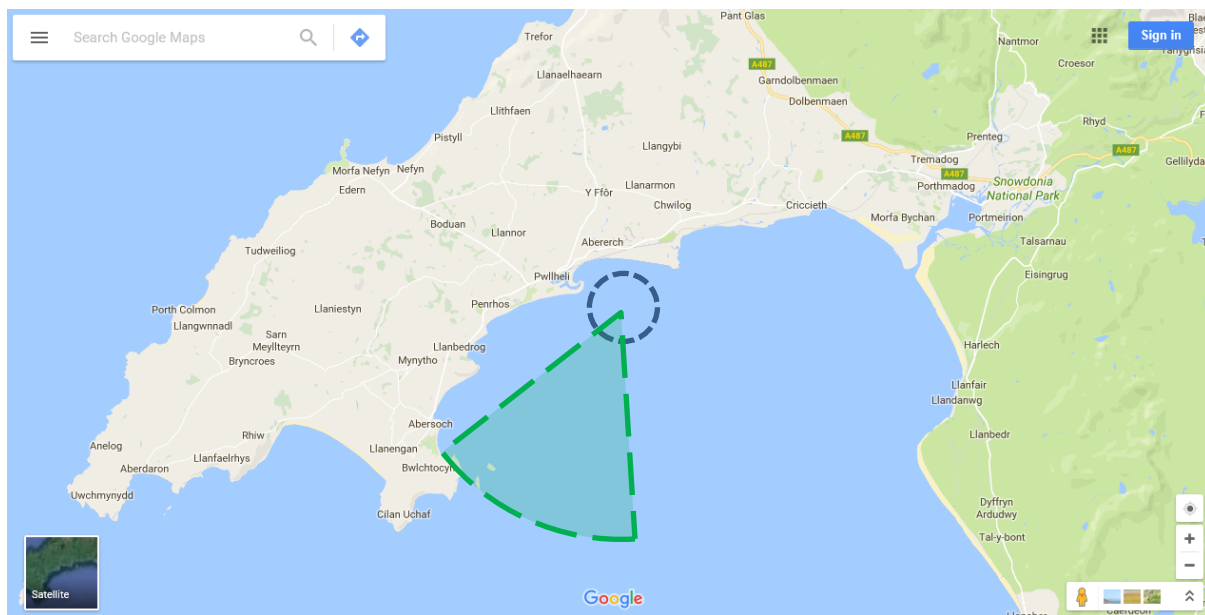 Search Google Maps
Sign in
Pant Glas
Trefor
Nantmor
Croesor
Llanaelhaearn
A487
Garndolbenmaen
Dolbenmaen
Llithfaen
Rhyd
Pistyll
A487
Prenteg
A487
Llangybi
Tremadog
Gellilyda
Morfa Nefyn
Nefyn
A487
Edern
Y Ffôr
Llanarmon
Porthmadog
Snowdonia
National Park
Chwilog
Criccieth
Morfa Bychan
Portmeirion
Boduan
Llannor
Abererch
Talsarnau
Tudweiliog
Pwllheli
Eisingrug
Porth Colmon
Llaniestyn
Penrhos
Llangwnnadl
Sarn
Meyllteyrn
Llanbedrog
Harlech
Bryncroes
Mynytho
Llanfair
Llandanwg
Abersoch
Anelog
Rhiw
Llanbedr
Llanengan
Llanfaelrhys
Aberdaron
Bwlchtocyn
Uwchmynydd
Dyffryn
Ardudwy
Cilan Uchaf
Tal-y-bont
Satellite
Google